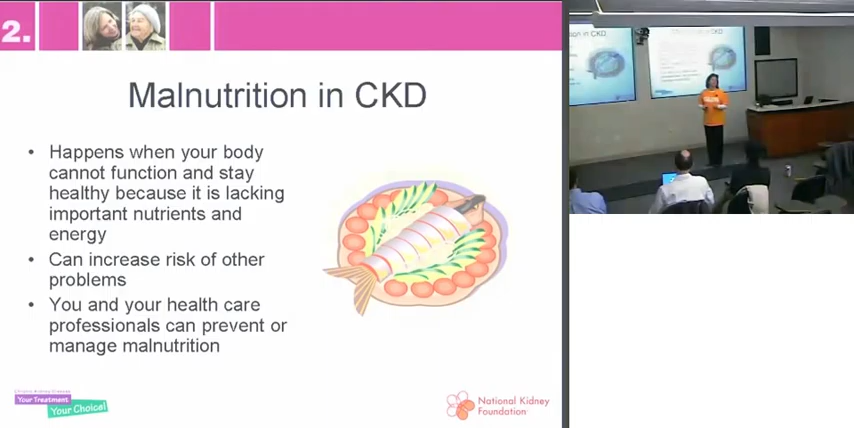 2.
Malnutrition in CKD
• Happens when your body
cannot function and stay
healthy because it is lacking
important nutrients and
energy
• Can increase risk of other
problems
• You and your health care
professionals can prevent or
manage malnutrition
Your Treatment
Your Choice!
National Kidney
Foundation